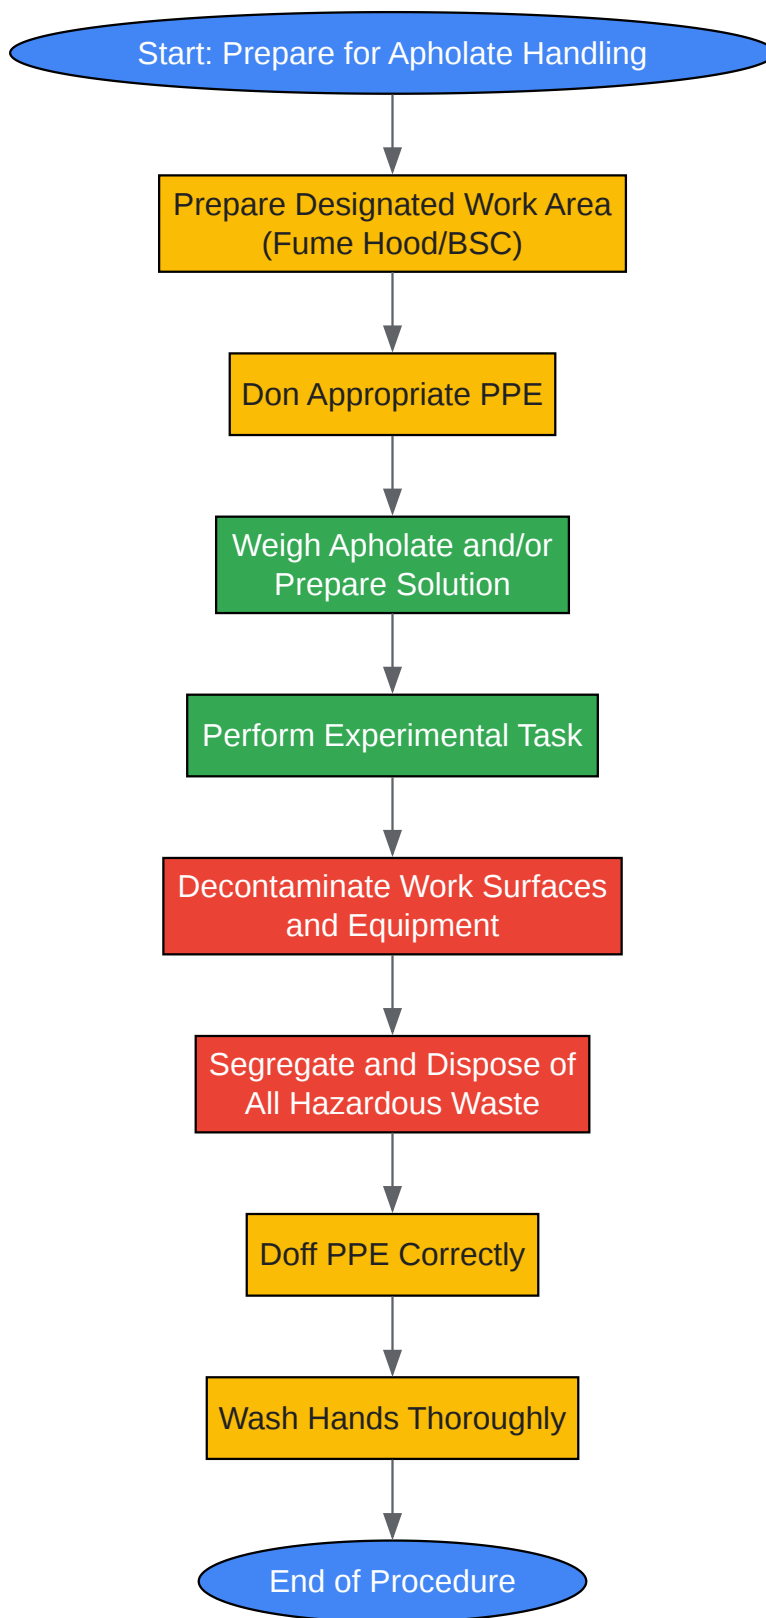 Start: Prepare for Apholate Handling
Prepare Designated Work Area
(Fume Hood/BSC)
Don Appropriate PPE
Weigh Apholate and/or
Prepare Solution
Perform Experimental Task
Decontaminate Work Surfaces
and Equipment
Segregate and Dispose of
All Hazardous Waste
Doff PPE Correctly
Wash Hands Thoroughly
End of Procedure